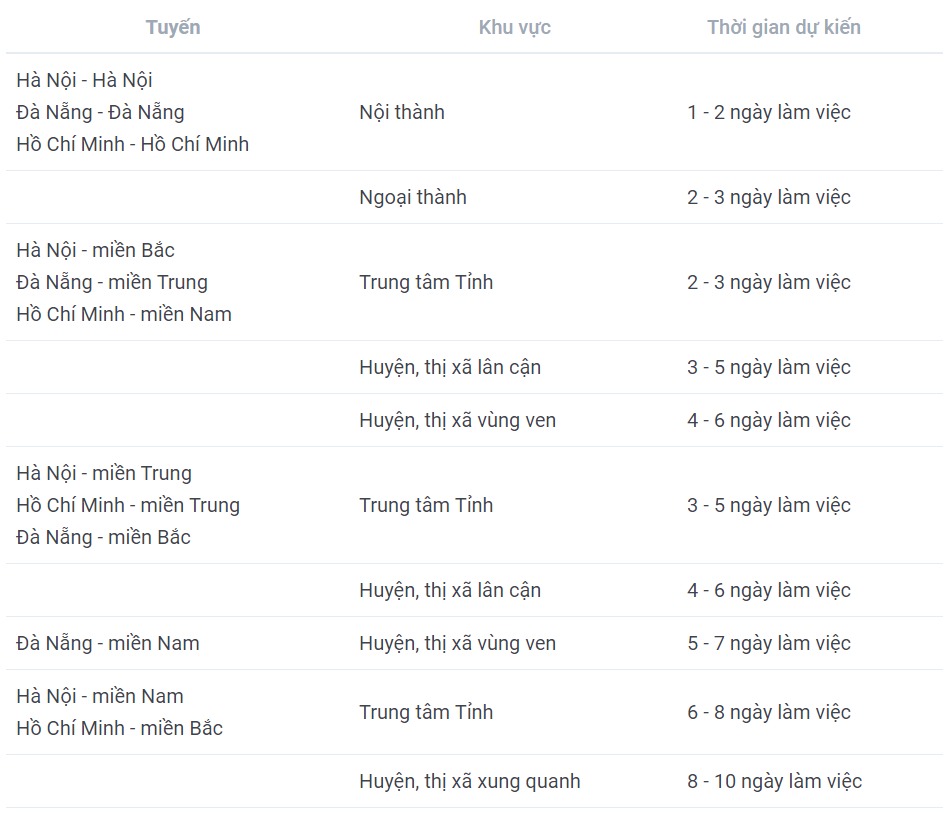 Tuyến Khu vực Thời gian dự kiến
Hà Nội - Hà Nội
Đà Nẵng - Đà Nẵng Nội thành 1 - 2 ngày làm việc
Hồ Chí Minh - Hồ Chí Minh
Ngoại thành 2 - 3 ngày làm việc
Hà Nội - miền Bắc
Đà Nẵng - miền Trung Trung tâm Tỉnh 2 - 3 ngày làm việc
Hồ Chí Minh - miền Nam
Huyện, thị xã lân cận 3 - 5 ngày làm việc
Huyện, thị xã vùng ven 4 - 6 ngày làm việc
Hà Nội - miền Trung
Hồ Chí Minh - miền Trung Trung tâm Tỉnh 3 - 5 ngày làm việc
Đà Nẵng - miền Bắc
Huyện, thị xã lân cận 4 - 6 ngày làm việc
Đà Nẵng - miền Nam Huyện, thị xã vùng ven 5 - 7 ngày làm việc
Hà Nội - miền Nam
Trung tâm Tỉnh 6 - 8 ngày làm việc
Hồ Chí Minh - miền Bắc
Huyện, thị xã xung quanh 8 - 10 ngày làm việc